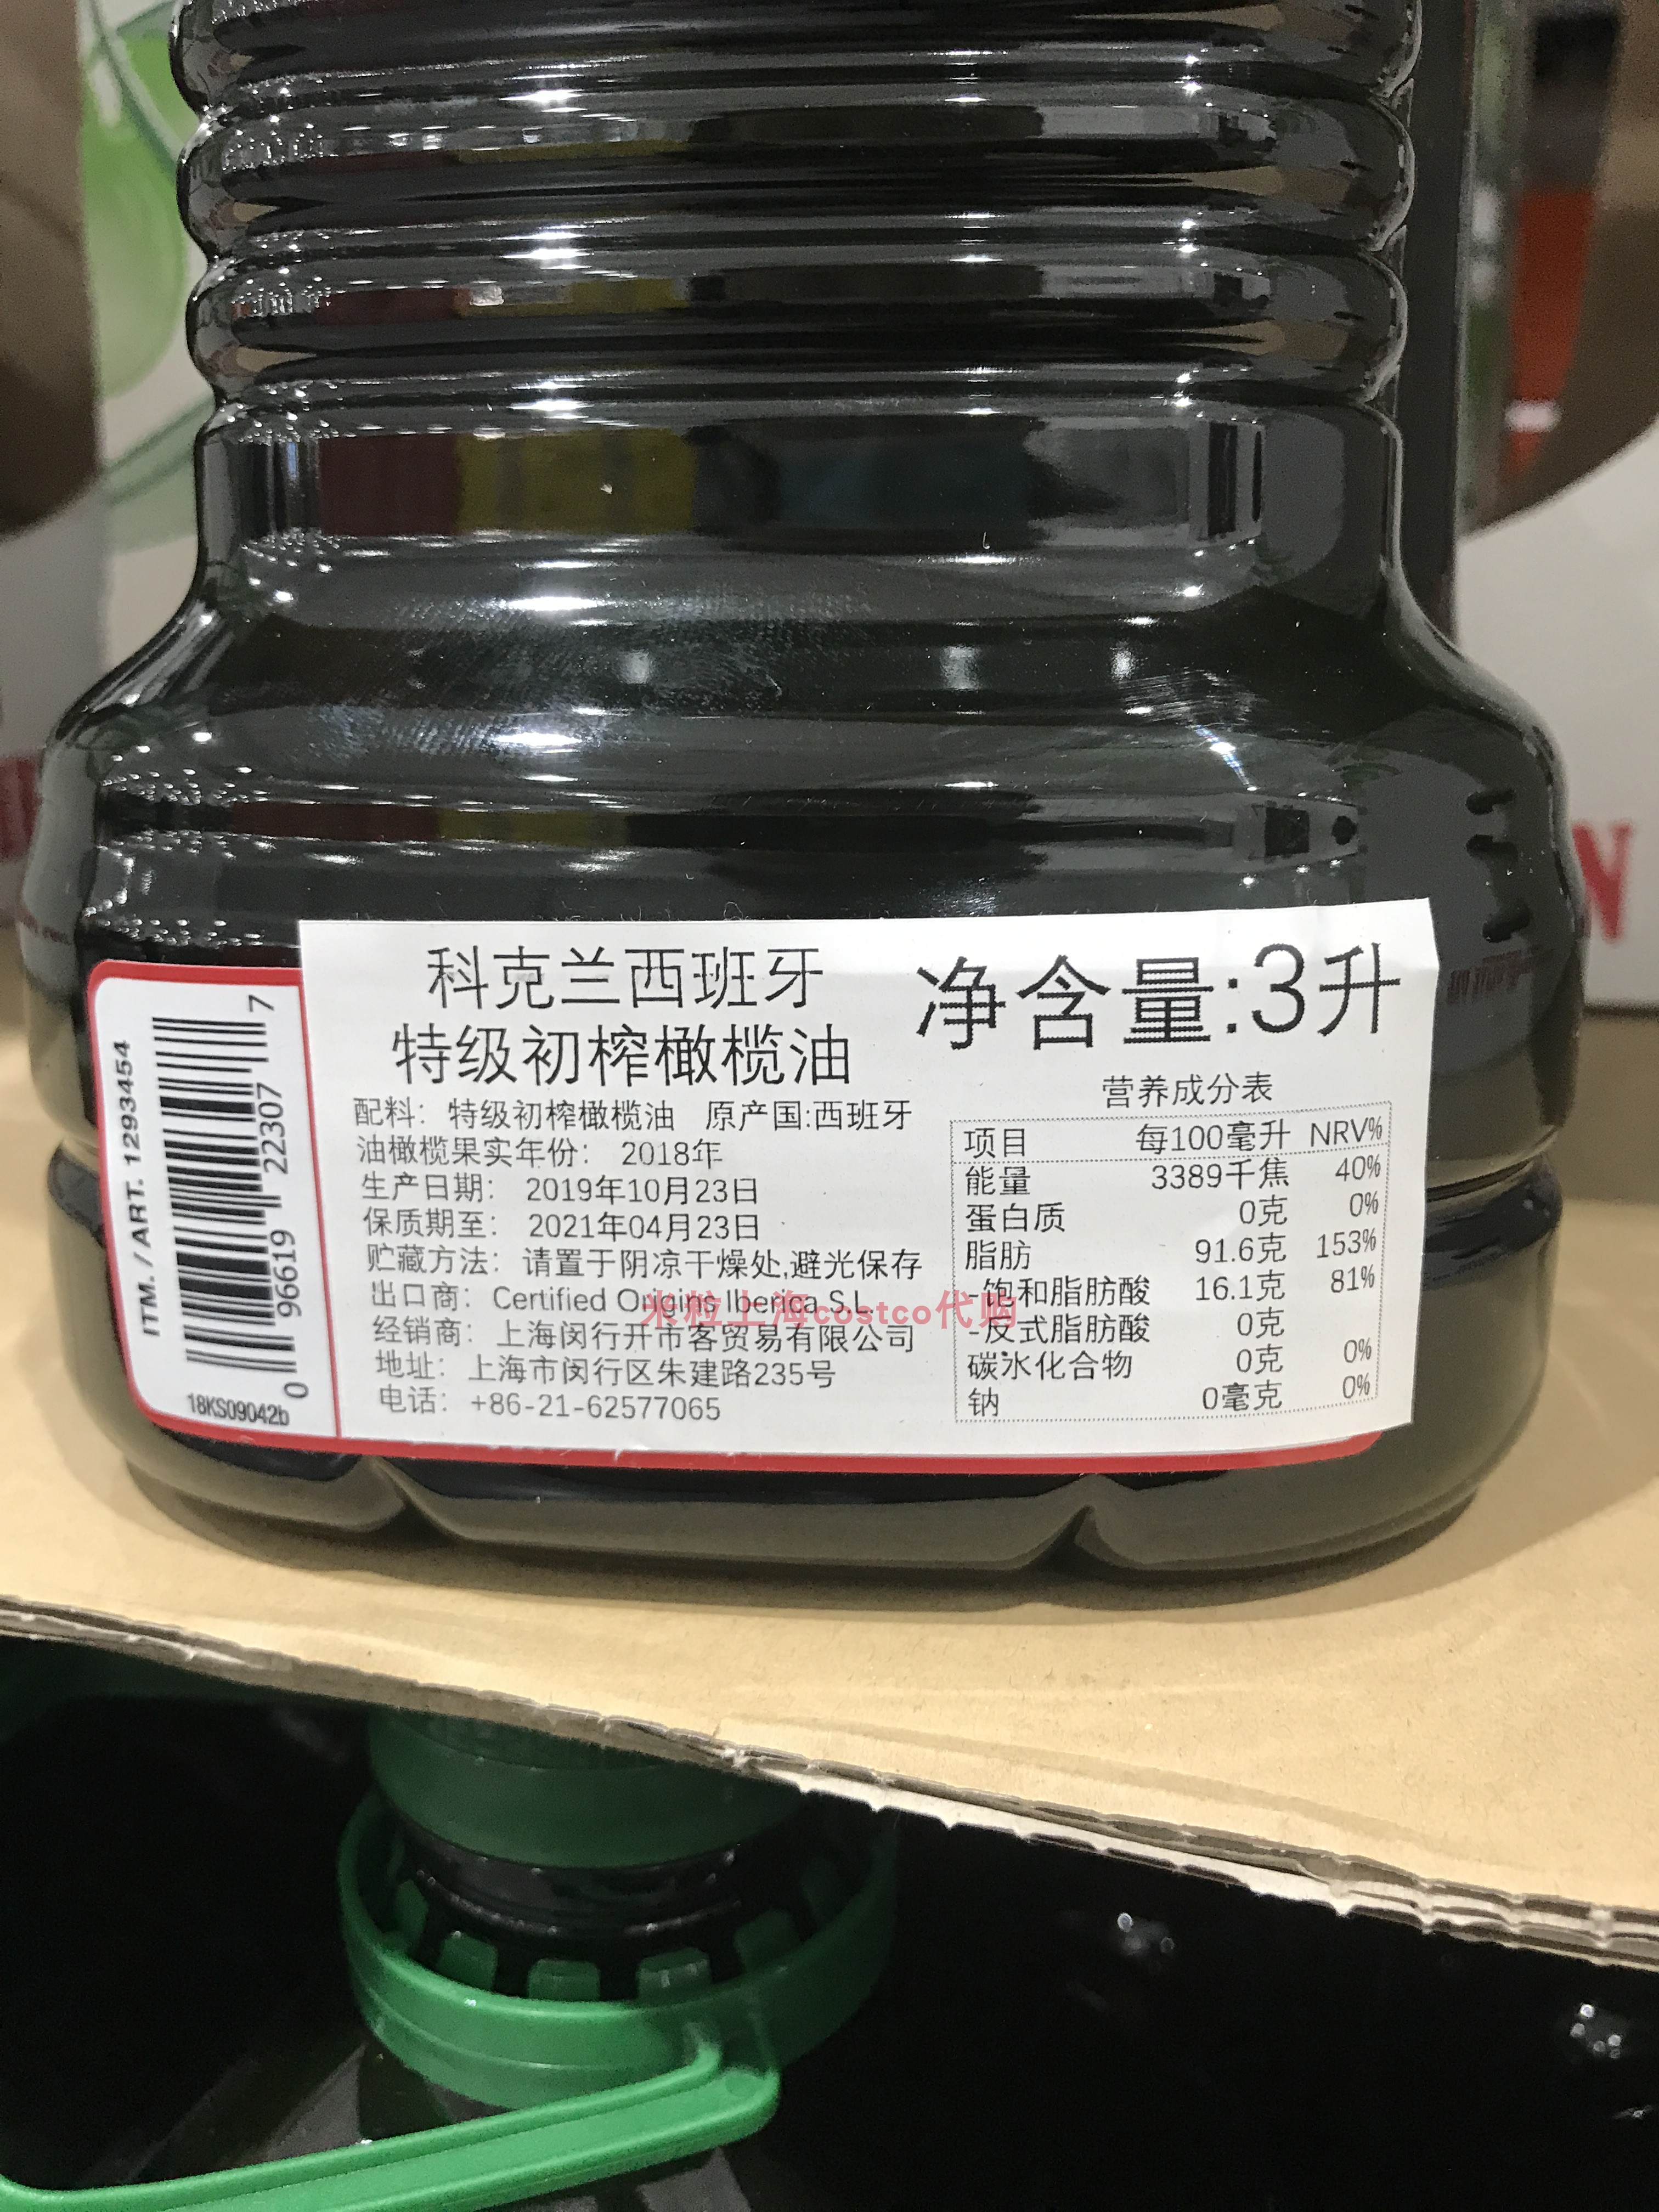 科克兰西班牙
特级初榨橄榄油
净含量:3升
配料: 特级初榨橄榄油 原产国:西班牙
油橄榄果实年份: 2018年
生产日期: 2019年10月23日
保质期至: 2021年04月23日
贮藏方法: 请置于阴凉干燥处,避光保存
出口商: Certified Origins Iberica S.L.
经销商: 上海闵行开市客贸易有限公司
地址: 上海市闵行区朱建路235号
电话: +86-21-62577065
营养成分表
项目 每100毫升 NRV%
能量 3389千焦 40%
蛋白质 0克 0%
脂肪 91.6克 153%
-饱和脂肪酸 16.1克 81%
-反式脂肪酸 0克
碳水化合物 0克 0%
钠 0毫克 0%
米粒上海costco代购
ITM. / ART. 1293454
0 96619 22307 7
18KS09042b
N